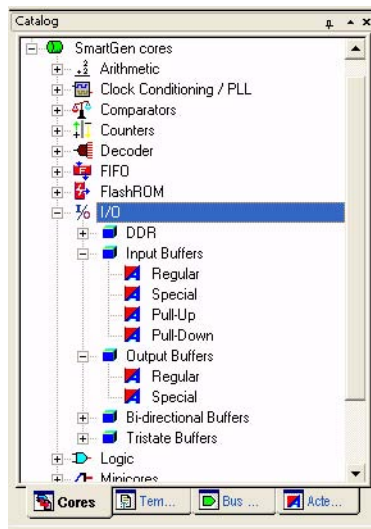 Catalog
SmartGen cores
Arithmetic
Clock Conditioning / PLL
Comparators
Counters
Decoder
FIFO
FlashROM
I/O
DDR
Input Buffers
Regular
Special
Pull-Up
Pull-Down
Output Buffers
Regular
Special
Bi-directional Buffers
Tristate Buffers
Logic
Minicores
Cores Tem... Bus ... Acte...